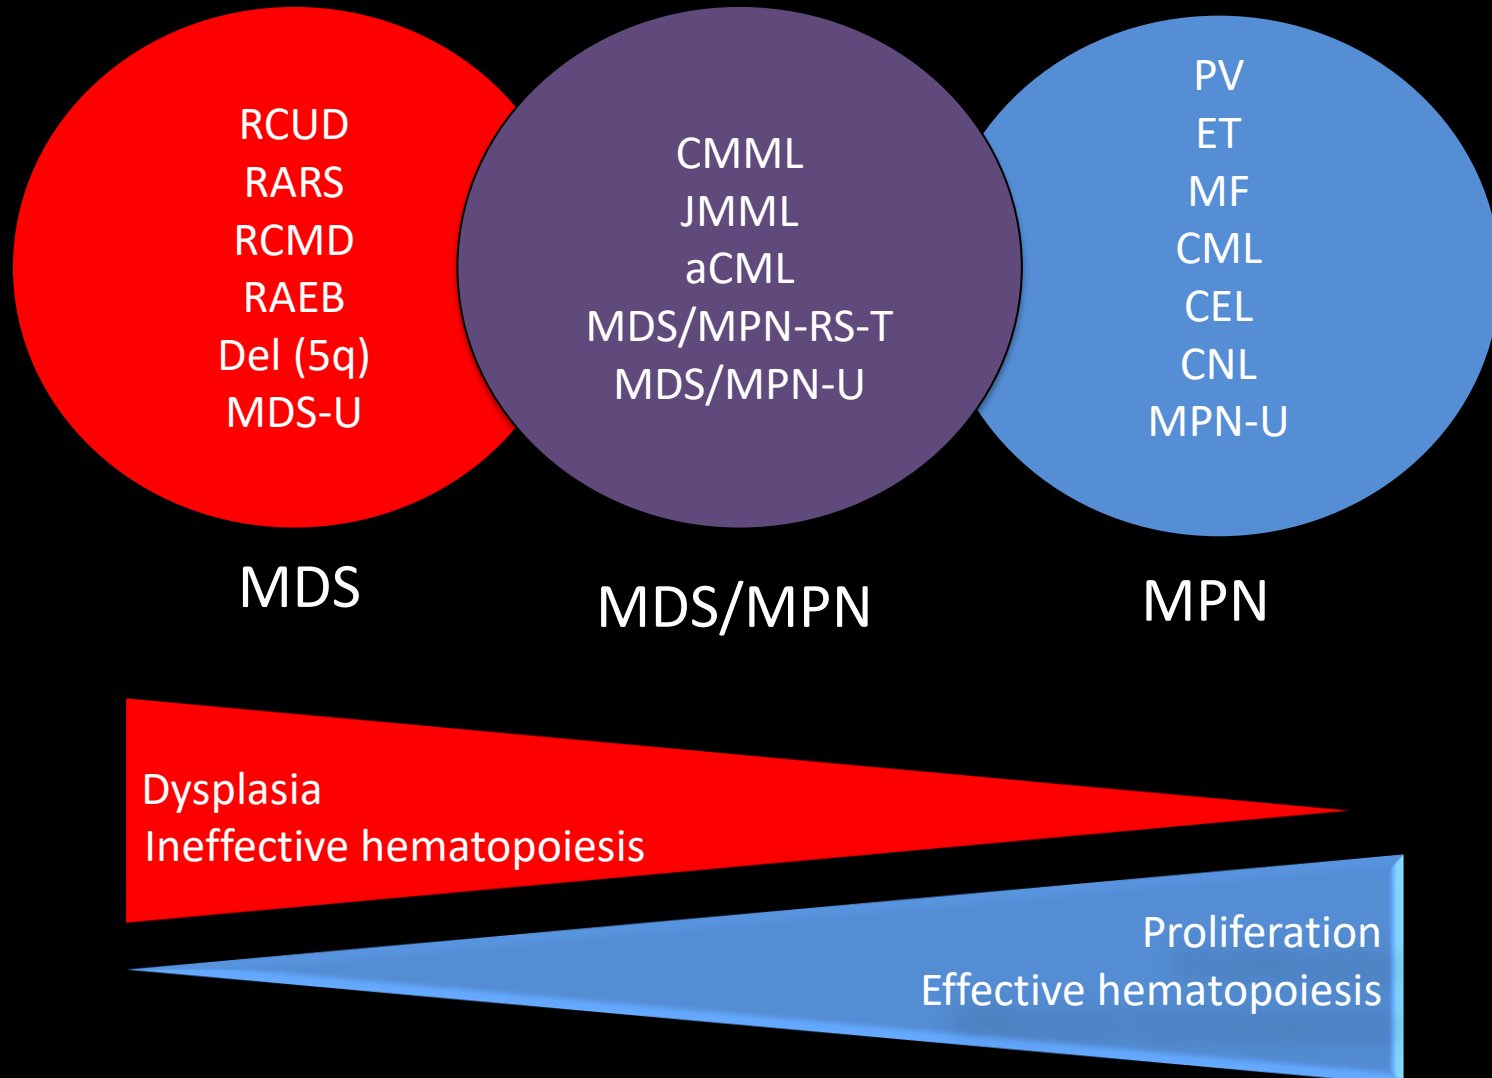 RCUD
RARS
RCMD
RAEB
Del (5q)
MDS-U
CMML
JMML
aCML
MDS/MPN-RS-T
MDS/MPN-U
PV
ET
MF
CML
CEL
CNL
MPN-U
MDS
MDS/MPN
MPN
Dysplasia
Ineffective hematopoiesis
Proliferation
Effective hematopoiesis